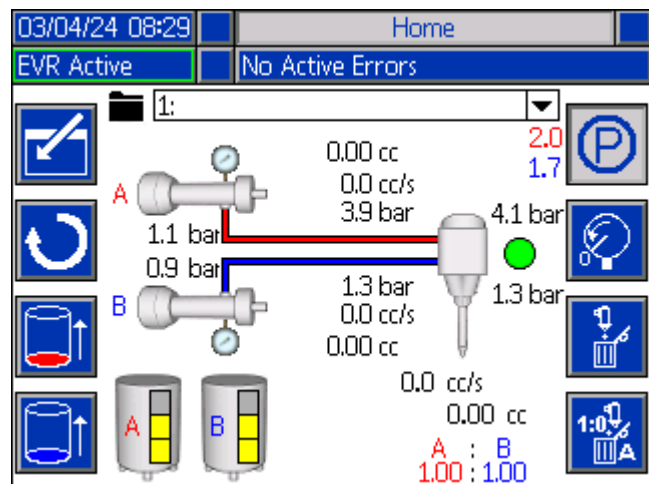 03/04/24 08:29 Home
EVR Active No Active Errors
1:
2.0
1.7
P
0.00 cc
0.0 cc/s
3.9 bar
A
4.1 bar
1.1 bar
0.9 bar
0
B
1.3 bar
0.0 cc/s
0.00 cc
1.3 bar
0.0 cc/s
0.00 cc
A B
A : B
1.00 : 1.00
1:0
A